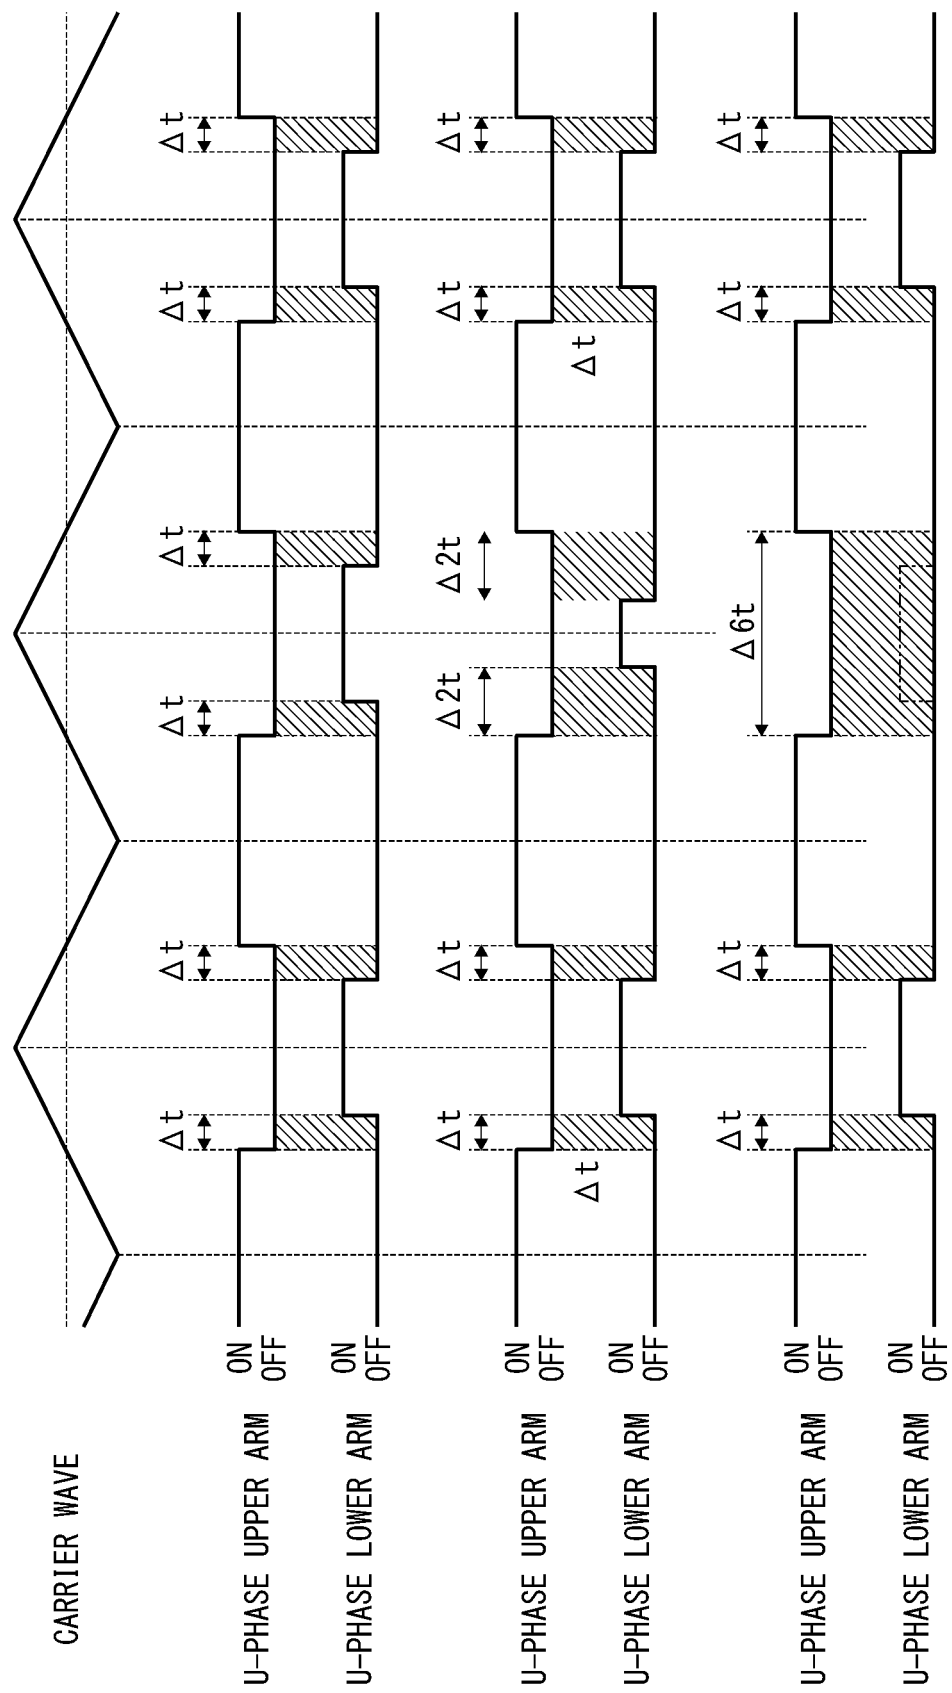 CARRIER WAVE
Δt Δt Δt Δt Δt Δt
U-PHASE UPPER ARM ON
OFF
U-PHASE LOWER ARM ON
OFF
Δt Δt Δ2t Δ2t Δt Δt
U-PHASE UPPER ARM ON
OFF
Δt Δt
U-PHASE LOWER ARM ON
OFF
Δt Δt Δ6t Δt Δt
U-PHASE UPPER ARM ON
OFF
U-PHASE LOWER ARM ON
OFF